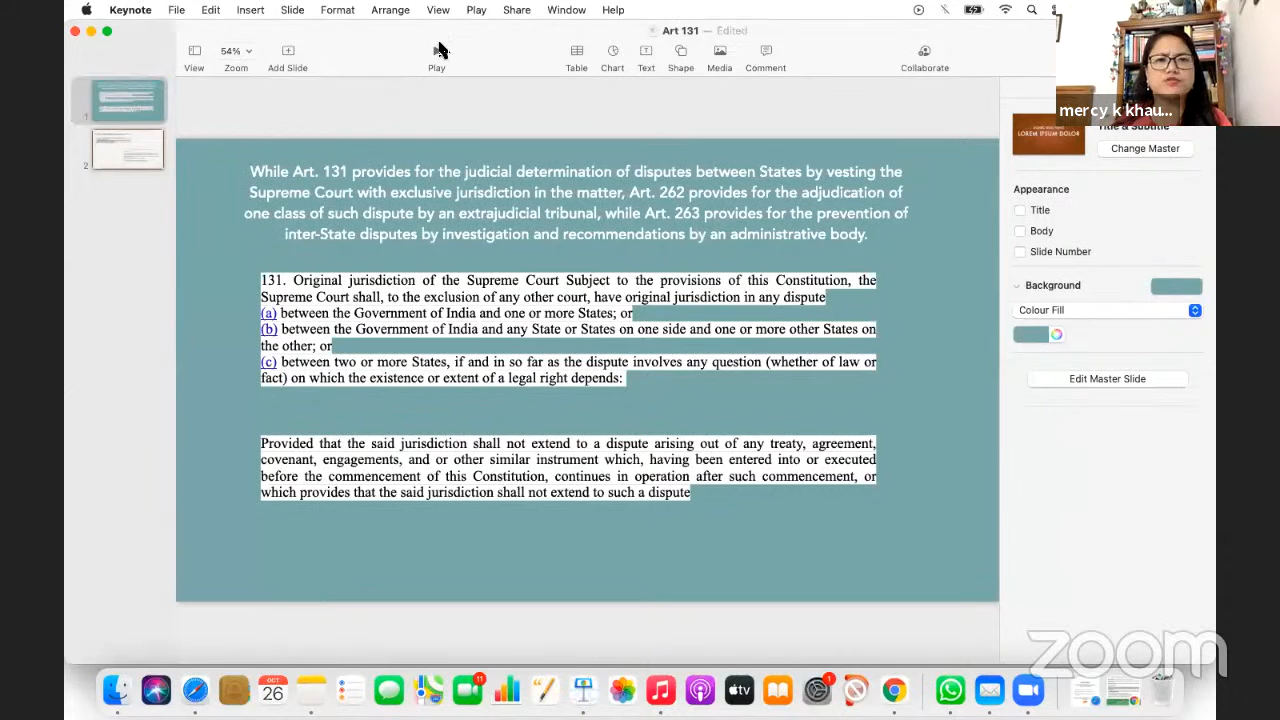 Keynote File Edit Insert Slide Format Arrange View Play Share Window Help
Art 131 — Edited
54%
View Zoom Add Slide Play Table Chart Text Shape Media Comment Collaborate
mercy k khau...
1
2
While Art. 131 provides for the judicial determination of disputes between States by vesting the
Supreme Court with exclusive jurisdiction in the matter, Art. 262 provides for the adjudication of
one class of such dispute by an extrajudicial tribunal, while Art. 263 provides for the prevention of
inter-State disputes by investigation and recommendations by an administrative body.
131. Original jurisdiction of the Supreme Court Subject to the provisions of this Constitution, the
Supreme Court shall, to the exclusion of any other court, have original jurisdiction in any dispute
(a) between the Government of India and one or more States; or
(b) between the Government of India and any State or States on one side and one or more other States on
the other; or
(c) between two or more States, if and in so far as the dispute involves any question (whether of law or
fact) on which the existence or extent of a legal right depends:
Provided that the said jurisdiction shall not extend to a dispute arising out of any treaty, agreement,
covenant, engagements, and or other similar instrument which, having been entered into or executed
before the commencement of this Constitution, continues in operation after such commencement, or
which provides that the said jurisdiction shall not extend to such a dispute
LOREM IPSUM DOLOR
Title & Subtitle
Change Master
Appearance
Title
Body
Slide Number
Background
Colour Fill
Edit Master Slide
zoom
OCT
26
11
tv
1